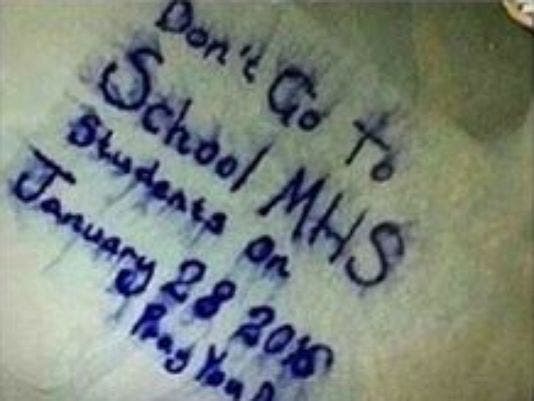 Don't Go To
School MHS
Students on
January 28 2016
Pray You D